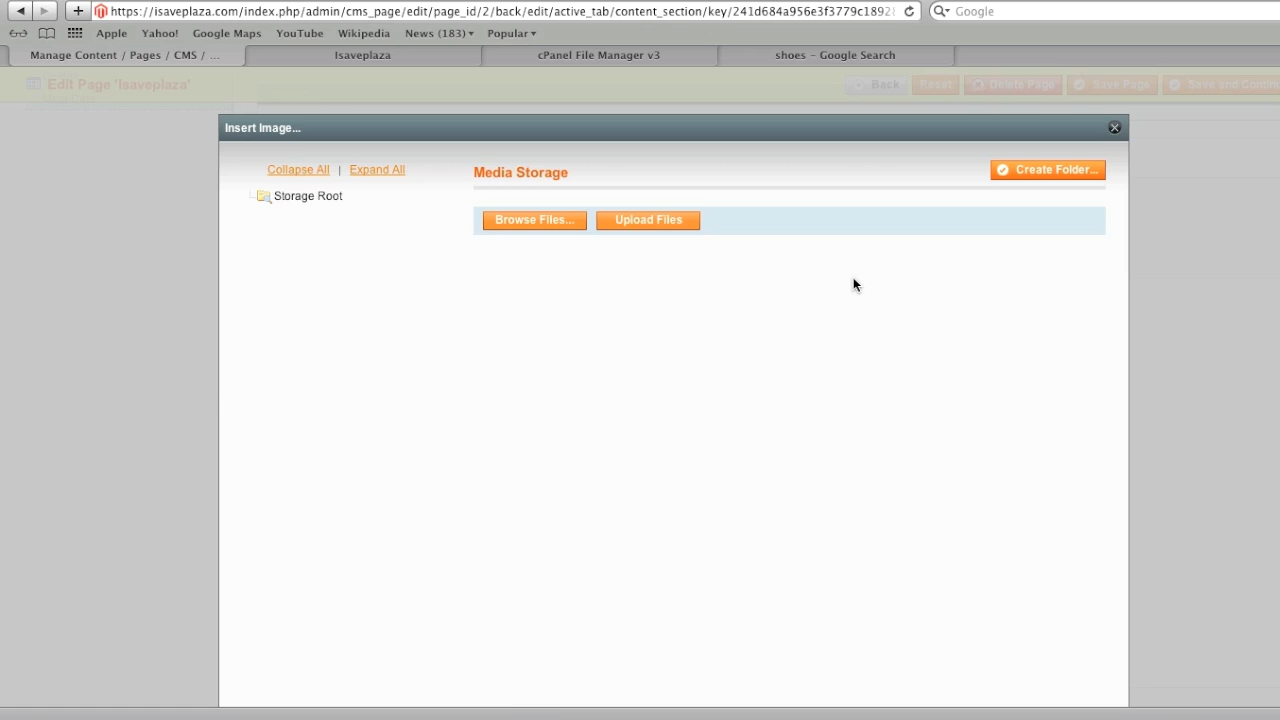 https://isaveplaza.com/index.php/admin/cms_page/edit/page_id/2/back/edit/active_tab/content_section/key/241d684a956e3f3779c1892 Google
Apple Yahoo! Google Maps YouTube Wikipedia News (183) Popular
Manage Content / Pages / CMS / ... Isaveplaza cPanel File Manager v3 shoes – Google Search
Edit Page 'Isaveplaza' Back Reset Delete Page Save Page Save and Contin
Insert Image...
Collapse All | Expand All Media Storage Create Folder...
Storage Root
Browse Files... Upload Files